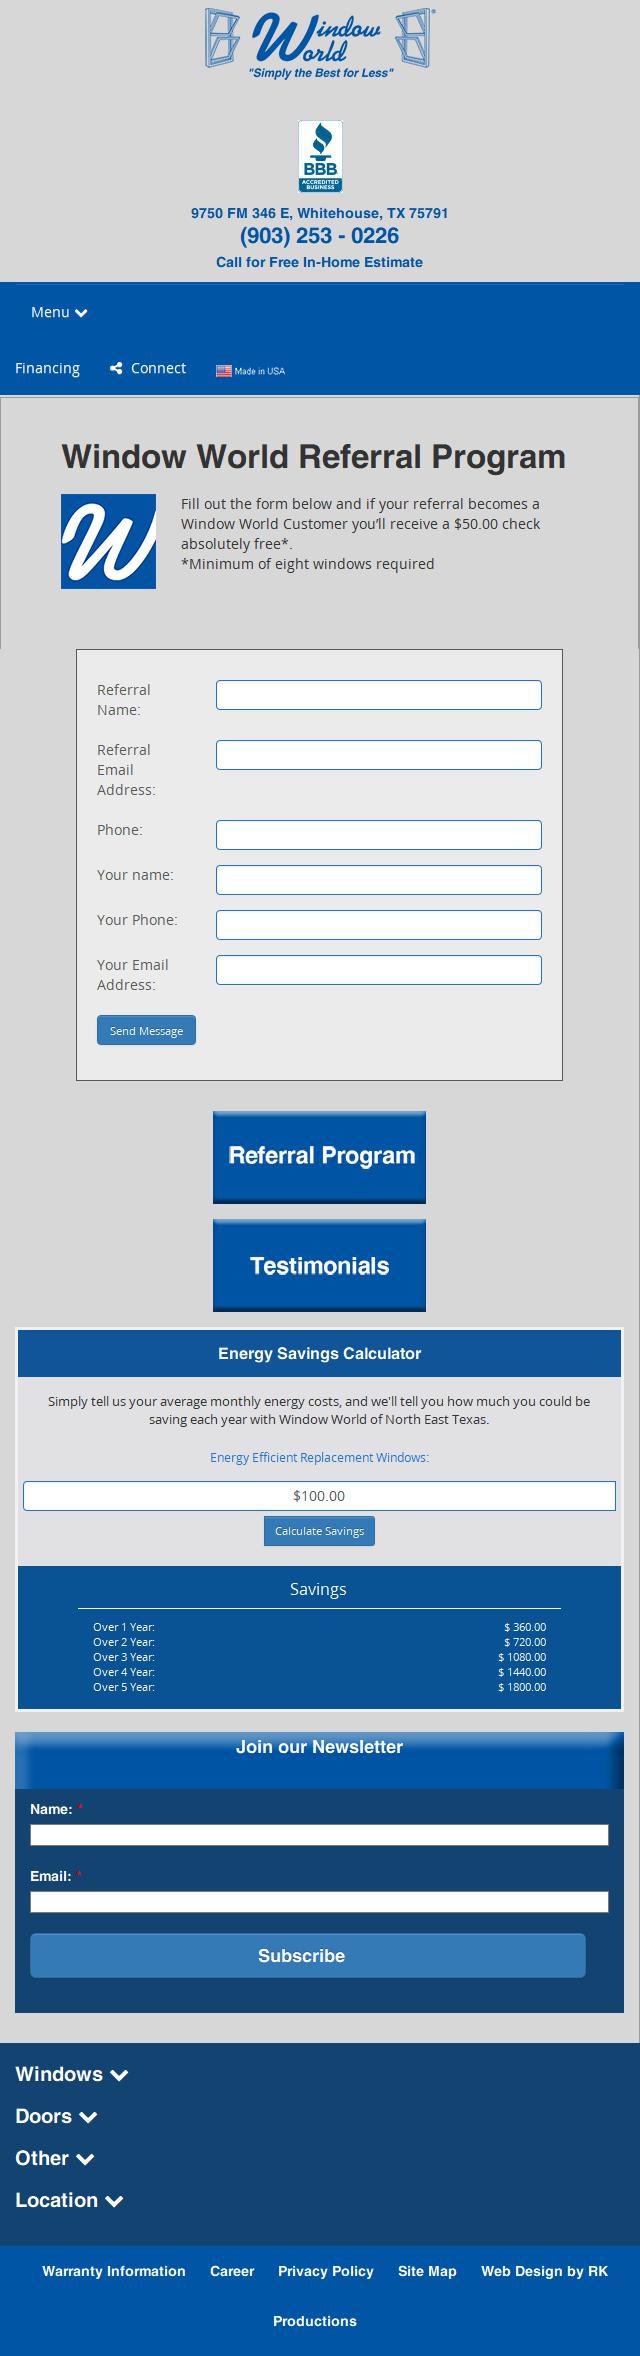 Window World®
"Simply the Best for Less"
BBB
ACCREDITED
BUSINESS
9750 FM 346 E, Whitehouse, TX 75791
(903) 253 - 0226
Call for Free In-Home Estimate
Menu
Financing Connect Made in USA
Window World Referral Program
W
Fill out the form below and if your referral becomes a
Window World Customer you'll receive a $50.00 check
absolutely free*.
*Minimum of eight windows required
Referral
Name:
Referral
Email
Address:
Phone:
Your name:
Your Phone:
Your Email
Address:
Send Message
Referral Program
Testimonials
Energy Savings Calculator
Simply tell us your average monthly energy costs, and we'll tell you how much you could be
saving each year with Window World of North East Texas.
Energy Efficient Replacement Windows:
$100.00
Calculate Savings
Savings
Over 1 Year: $ 360.00
Over 2 Year: $ 720.00
Over 3 Year: $ 1080.00
Over 4 Year: $ 1440.00
Over 5 Year: $ 1800.00
Join our Newsletter
Name: *
Email: *
Subscribe
Windows
Doors
Other
Location
Warranty Information Career Privacy Policy Site Map Web Design by RK
Productions